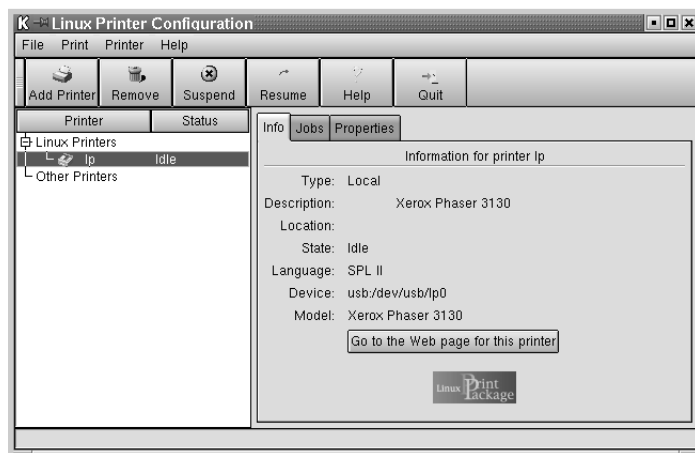 K Linux Printer Configuration
File Print Printer Help
Add Printer Remove Suspend Resume Help Quit
Printer Status
Linux Printers
lp Idle
Other Printers
Info Jobs Properties
Information for printer lp
Type: Local
Description: Xerox Phaser 3130
Location:
State: Idle
Language: SPL II
Device: usb:/dev/usb/lp0
Model: Xerox Phaser 3130
Go to the Web page for this printer
Linux Print Package